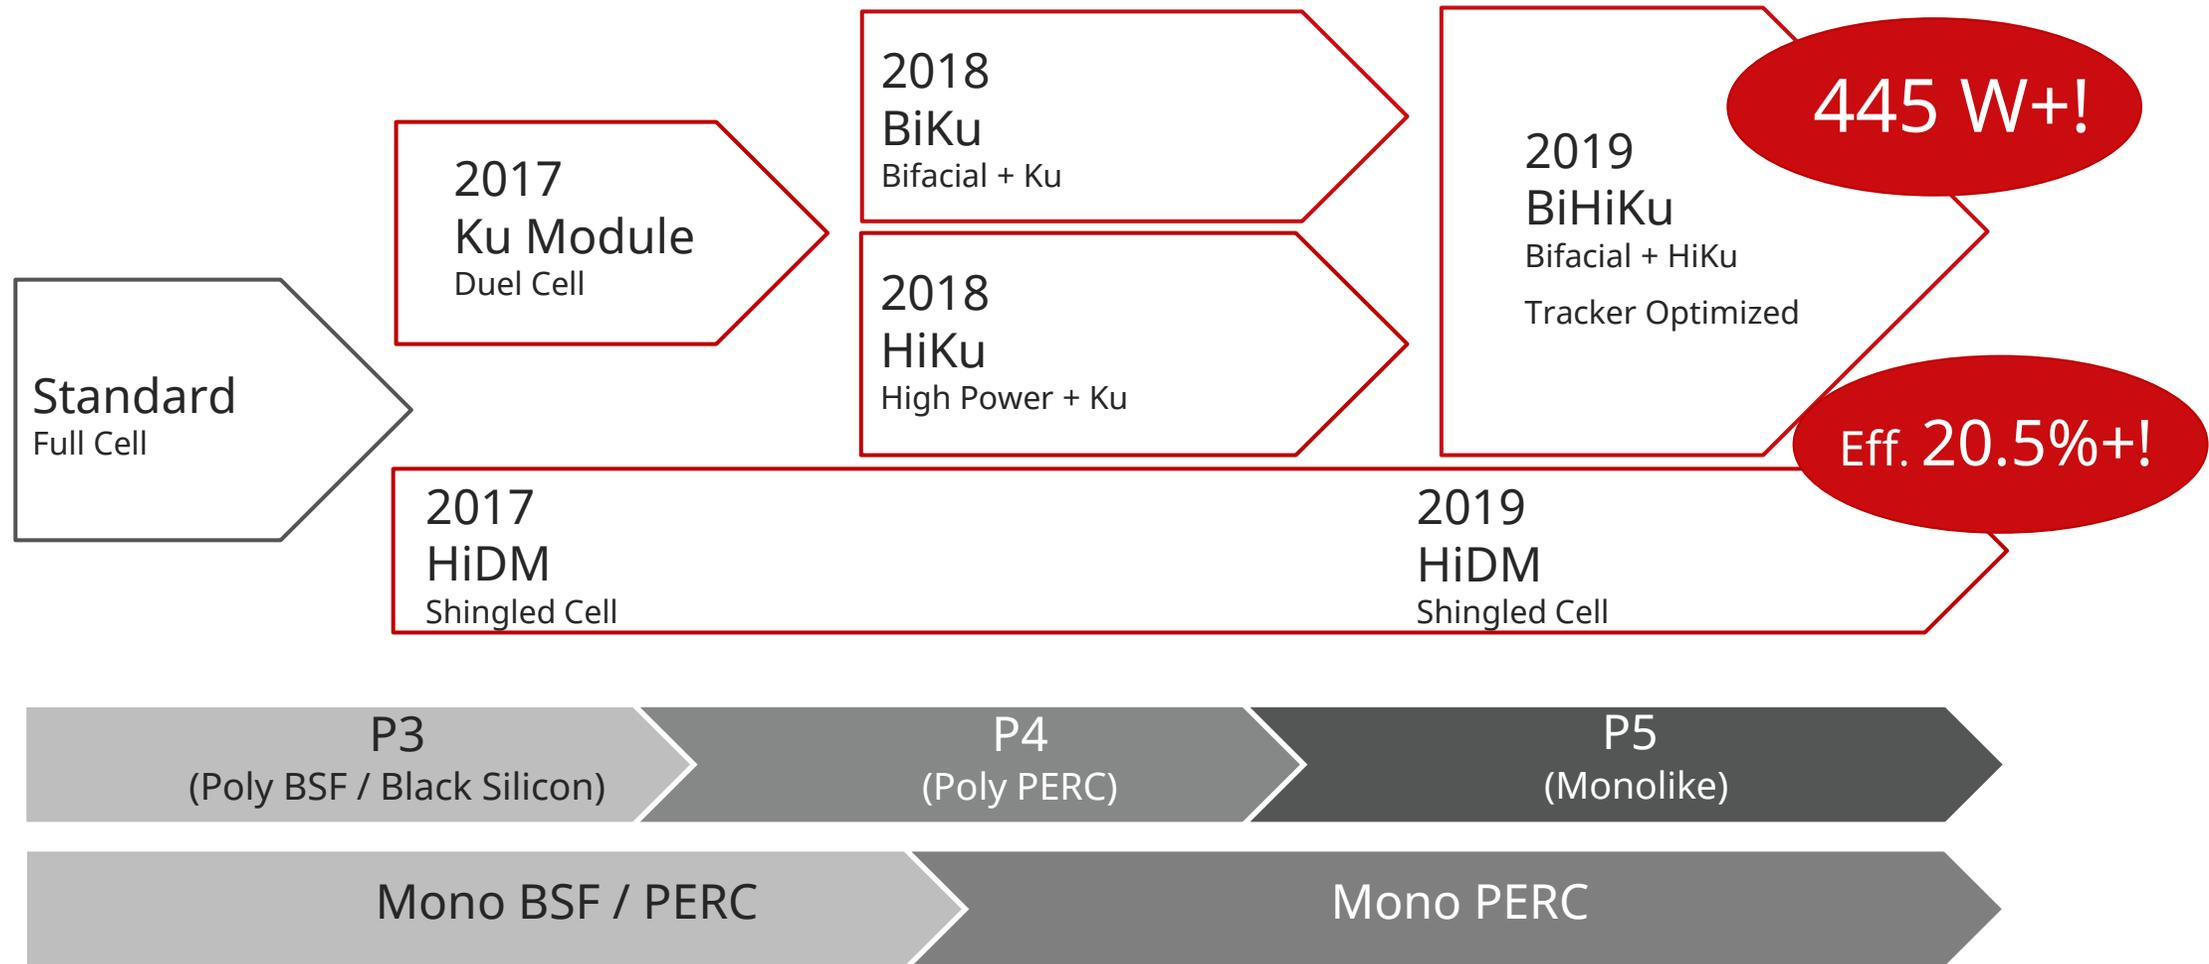 Standard
Full Cell
2017
Ku Module
Duel Cell
2018
BiKu
Bifacial + Ku
2018
HiKu
High Power + Ku
2019
BiHiKu
Bifacial + HiKu
Tracker Optimized
445 W+!
Eff. 20.5%+!
2017
HiDM
Shingled Cell
2019
HiDM
Shingled Cell
P3
(Poly BSF / Black Silicon)
P4
(Poly PERC)
P5
(Monolike)
Mono BSF / PERC
Mono PERC